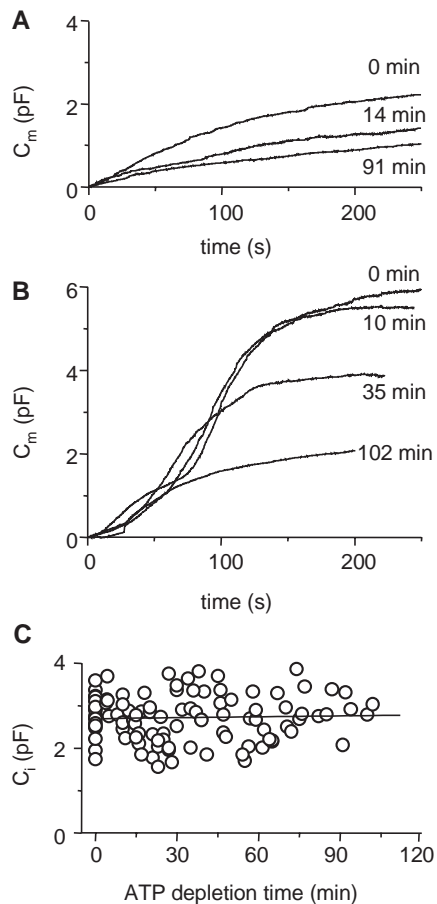 A
4
2
0
C_m (pF)
0 min
14 min
91 min
0 100 200
time (s)
B
6
4
2
0
C_m (pF)
0 min
10 min
35 min
102 min
0 100 200
time (s)
C
4
2
0
C_i (pF)
0 30 60 90 120
ATP depletion time (min)